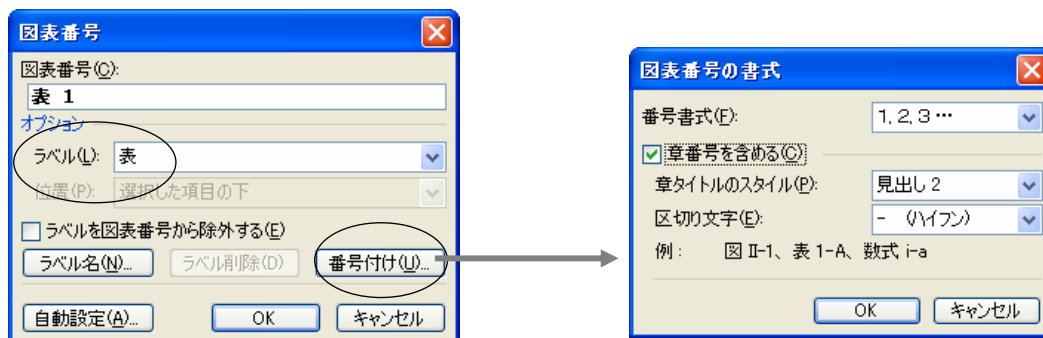 図表番号
図表番号(C):
表 1
オプション
ラベル(L): 表
位置(P): 選択した項目の下
ラベルを図表番号から除外する(E)
ラベル名(N)... ラベル削除(D) 番号付け(U)...
自動設定(A)... OK キャンセル
図表番号の書式
番号書式(F): 1, 2, 3 …
章番号を含める(C)
章タイトルのスタイル(P): 見出し 2
区切り文字(E): - (ハイフン)
例: 図 II-1、表 1-A、数式 i-a
OK キャンセル